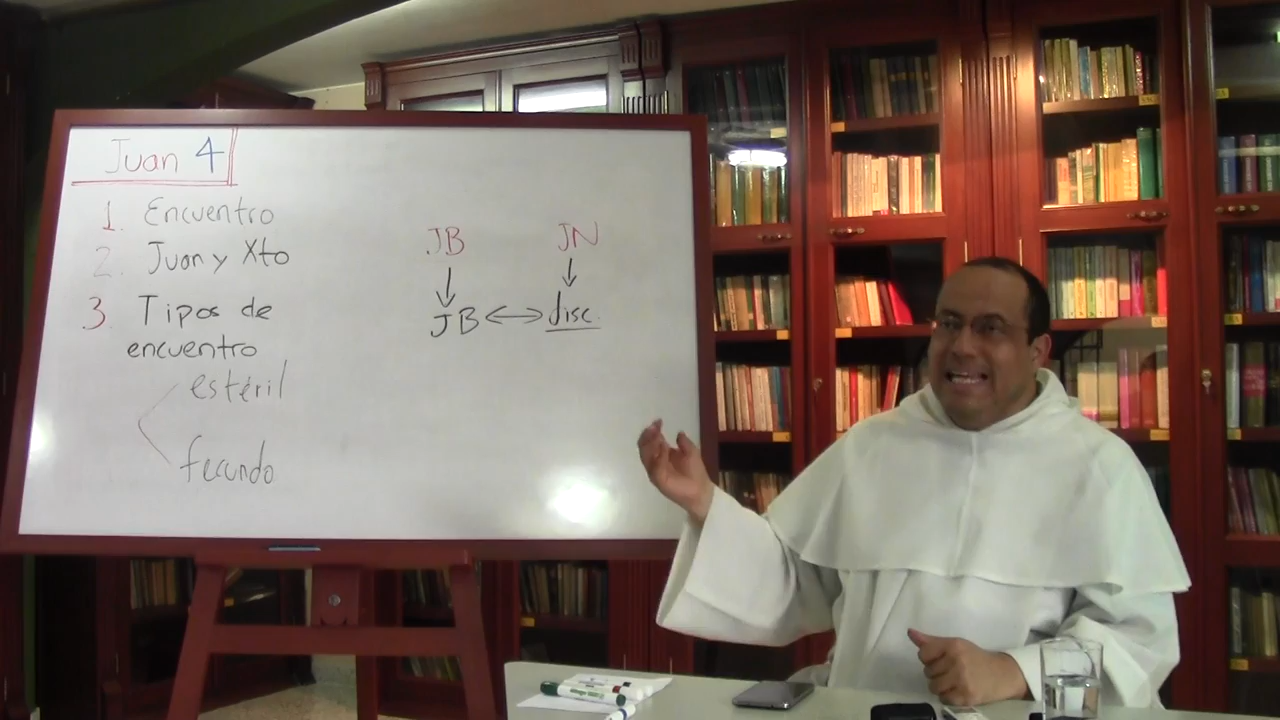 Juan 4
1. Encuentro
2. Juan y Xto
3. Tipos de
encuentro
estéril
fecundo
JB JN
JB disc.